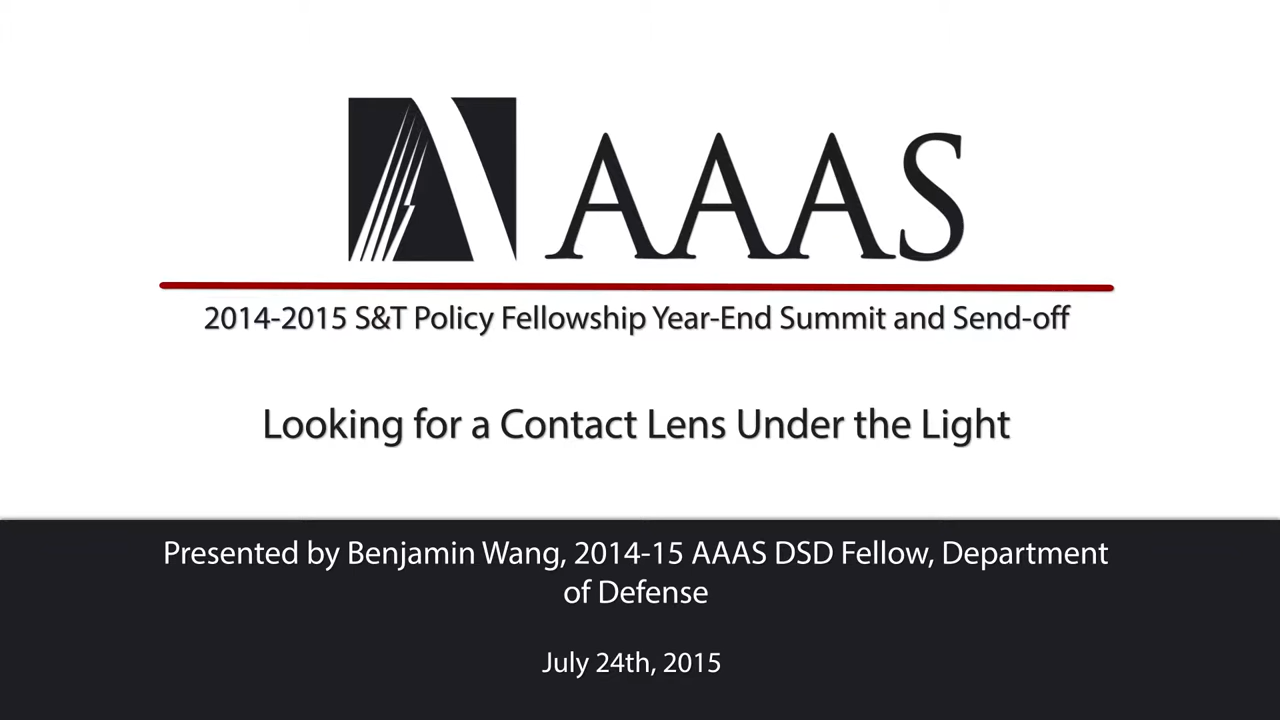 AAAS
2014-2015 S&T Policy Fellowship Year-End Summit and Send-off
Looking for a Contact Lens Under the Light
Presented by Benjamin Wang, 2014-15 AAAS DSD Fellow, Department
of Defense
July 24th, 2015